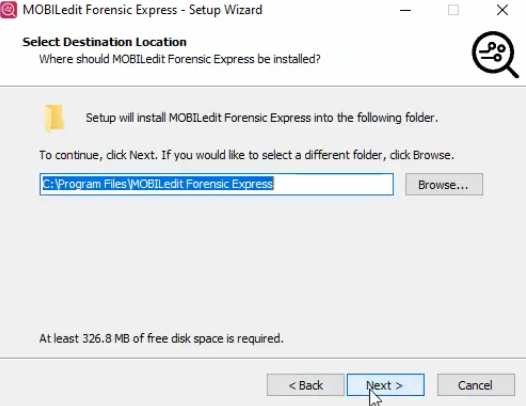 MOBILedit Forensic Express - Setup Wizard
Select Destination Location
Where should MOBILedit Forensic Express be installed?
Setup will install MOBILedit Forensic Express into the following folder.
To continue, click Next. If you would like to select a different folder, click Browse.
C:\Program Files\MOBILedit Forensic Express
Browse...
At least 326.8 MB of free disk space is required.
< Back
Next >
Cancel